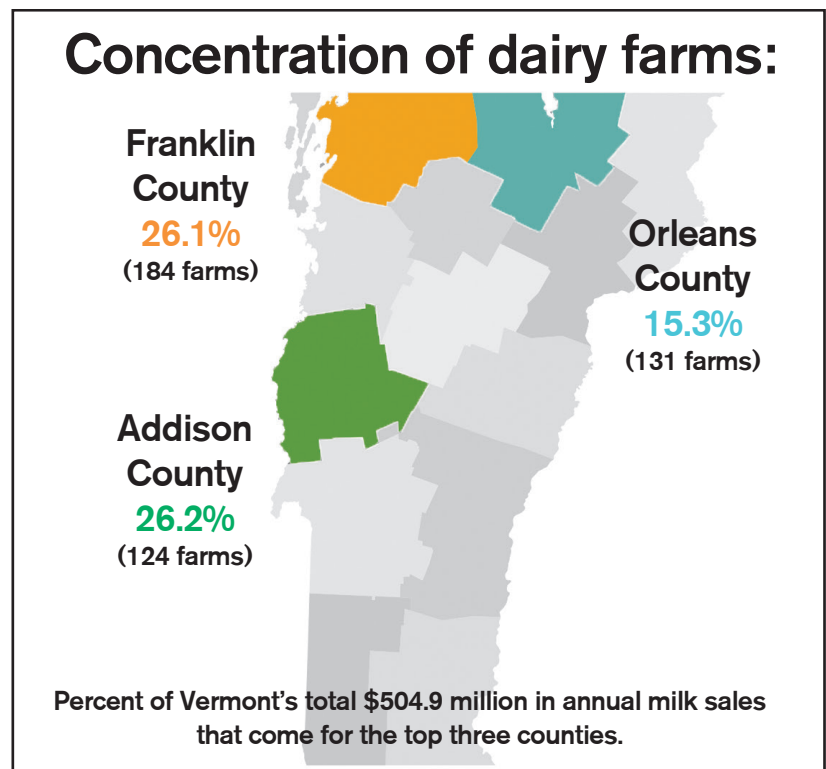 Concentration of dairy farms:
Franklin
County
26.1%
(184 farms)
Orleans
County
15.3%
(131 farms)
Addison
County
26.2%
(124 farms)
Percent of Vermont's total $504.9 million in annual milk sales
that come for the top three counties.